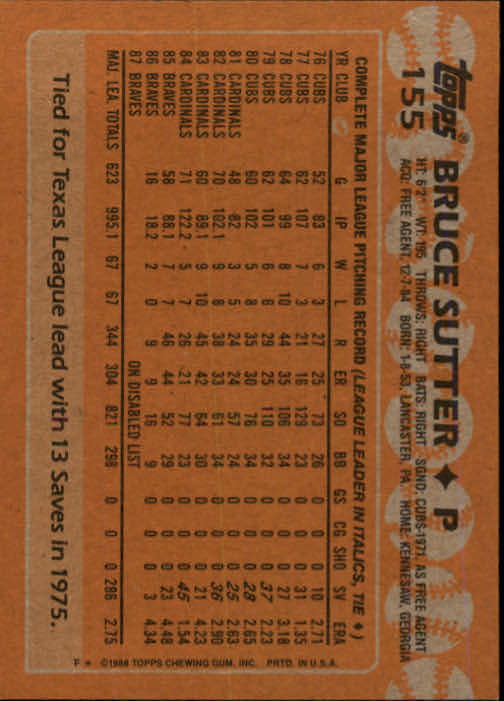 topps® BRUCE SUTTER ◆ P
155
HT: 6'2" WT: 195 THROWS: RIGHT BATS: RIGHT SGND, CUBS-1971, AS FREE AGENT
ACQ: FREE AGENT, 12-7-84 BORN: 1-8-53, LANCASTER, PA. HOME: KENNESAW, GEORGIA
COMPLETE MAJOR LEAGUE PITCHING RECORD (LEAGUE LEADER IN ITALICS, TIE ♦)
YR CLUB G IP W L R ER SO BB GS CG SHO SV ERA
76 CUBS 52 83 6 3 27 25 73 26 0 0 0 10 2.71
77 CUBS 62 107 7 3 21 16 129 23 0 0 0 31 1.35
78 CUBS 64 99 8 10 44 35 106 34 0 0 0 27 3.18
79 CUBS 62 101 6 6 29 25 110 32 0 0 0 37 2.23
80 CUBS 60 102 5 8 35 30 76 34 0 0 0 28 2.65
81 CARDINALS 48 82 3 5 24 24 57 24 0 0 0 25 2.63
82 CARDINALS 70 102.1 9 8 38 33 61 34 0 0 0 36 2.90
83 CARDINALS 60 89.1 9 10 45 42 64 30 0 0 0 21 4.23
84 CARDINALS 71 122.2 5 7 26 21 77 23 0 0 0 45 1.54
85 BRAVES 58 88.1 7 7 46 44 52 29 0 0 0 23 4.48
86 BRAVES 16 18.2 2 0 9 9 16 9 0 0 0 3 4.34
87 BRAVES ON DISABLED LIST
MAJ. LEA. TOTALS 623 995.1 67 67 344 304 821 298 0 0 0 286 2.75
F * ©1988 TOPPS CHEWING GUM, INC. PRTD. IN U.S.A.
Tied for Texas League lead with 13 Saves in 1975.